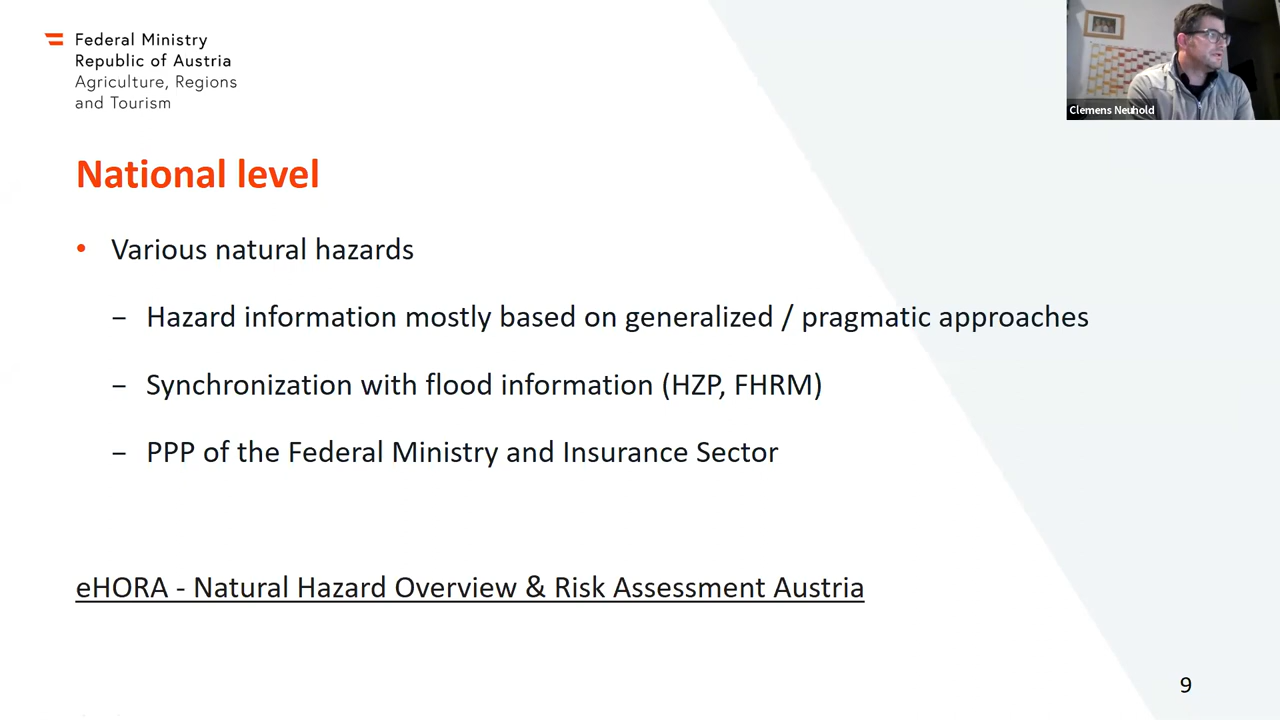 Federal Ministry
Republic of Austria
Agriculture, Regions
and Tourism
Clemens Neuhold
National level
• Various natural hazards
– Hazard information mostly based on generalized / pragmatic approaches
– Synchronization with flood information (HZP, FHRM)
– PPP of the Federal Ministry and Insurance Sector
eHORA - Natural Hazard Overview & Risk Assessment Austria
9